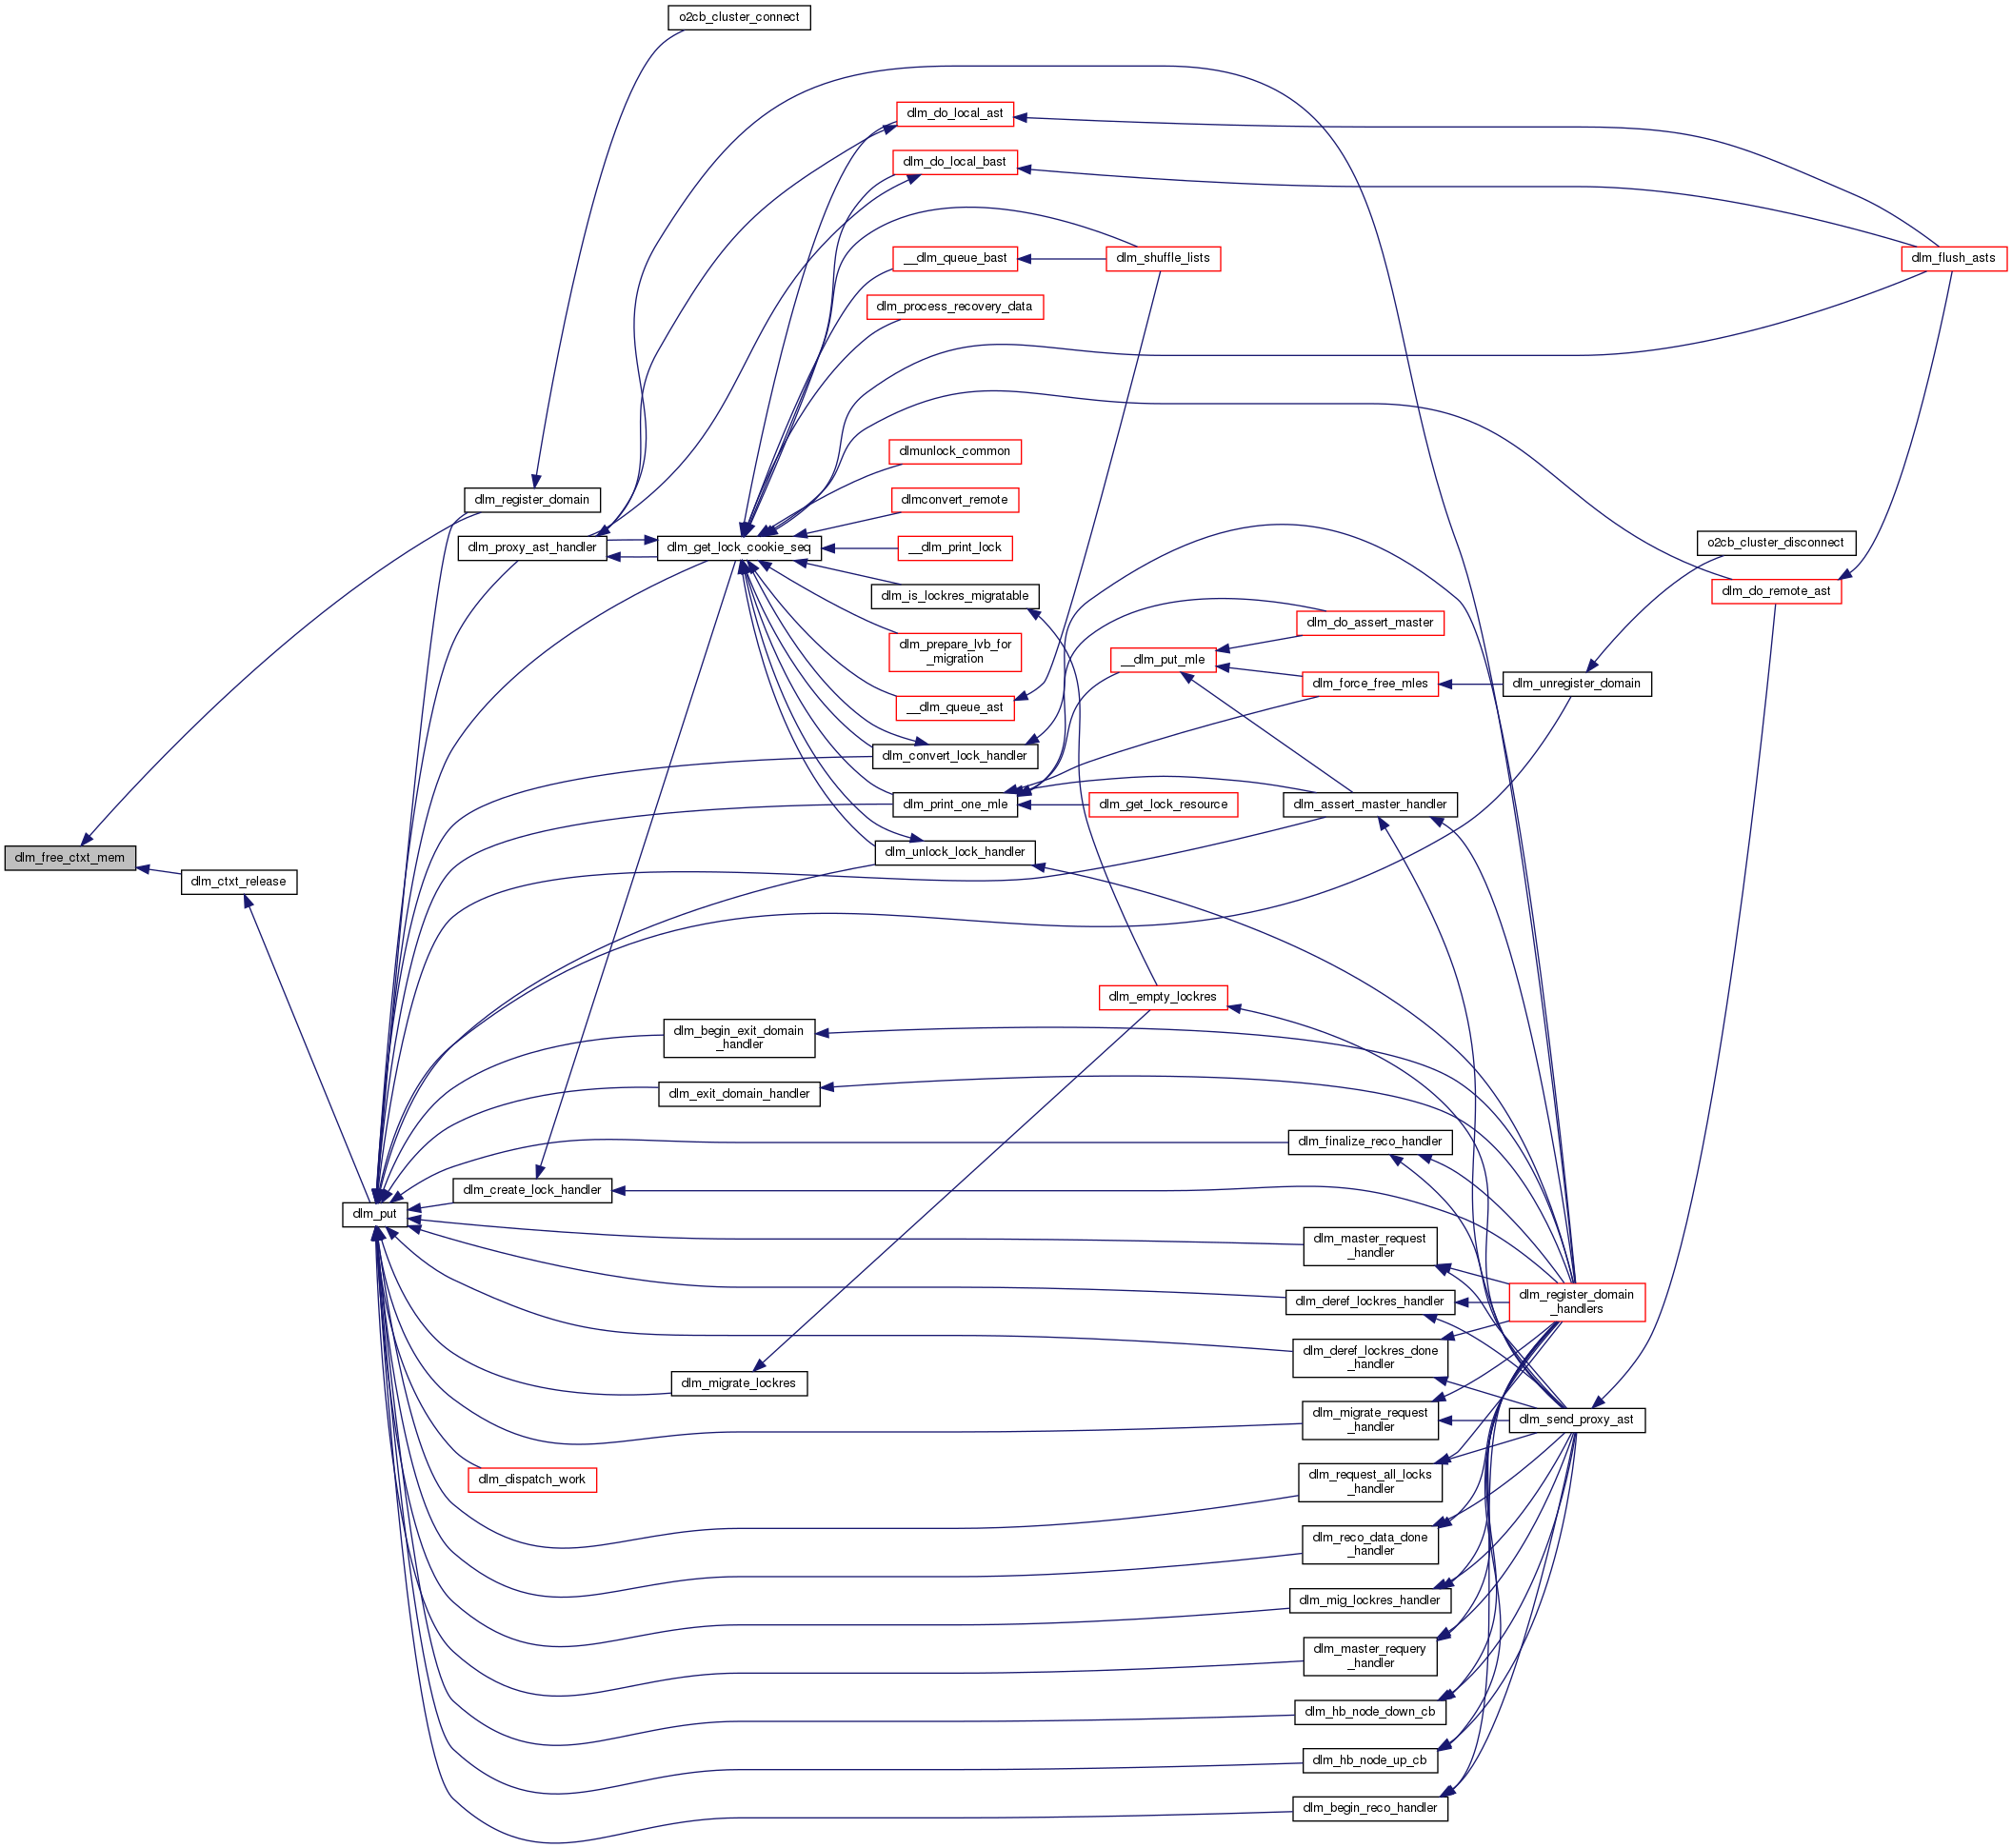 o2cb_cluster_connect
dlm_do_local_ast
dlm_do_local_bast
__dlm_queue_bast
dlm_shuffle_lists
dlm_flush_asts
dlm_process_recovery_data
dlmunlock_common
dlm_register_domain
dlmconvert_remote
dlm_proxy_ast_handler
dlm_get_lock_cookie_seq
__dlm_print_lock
o2cb_cluster_disconnect
dlm_is_lockres_migratable
dlm_do_remote_ast
dlm_do_assert_master
dlm_prepare_lvb_for
_migration
__dlm_put_mle
dlm_force_free_mles
dlm_unregister_domain
__dlm_queue_ast
dlm_convert_lock_handler
dlm_print_one_mle
dlm_get_lock_resource
dlm_assert_master_handler
dlm_free_ctxt_mem
dlm_unlock_lock_handler
dlm_ctxt_release
dlm_empty_lockres
dlm_begin_exit_domain
_handler
dlm_exit_domain_handler
dlm_finalize_reco_handler
dlm_create_lock_handler
dlm_put
dlm_master_request
_handler
dlm_deref_lockres_handler
dlm_register_domain
_handlers
dlm_deref_lockres_done
_handler
dlm_migrate_lockres
dlm_migrate_request
_handler
dlm_send_proxy_ast
dlm_dispatch_work
dlm_request_all_locks
_handler
dlm_reco_data_done
_handler
dlm_mig_lockres_handler
dlm_master_requery
_handler
dlm_hb_node_down_cb
dlm_hb_node_up_cb
dlm_begin_reco_handler